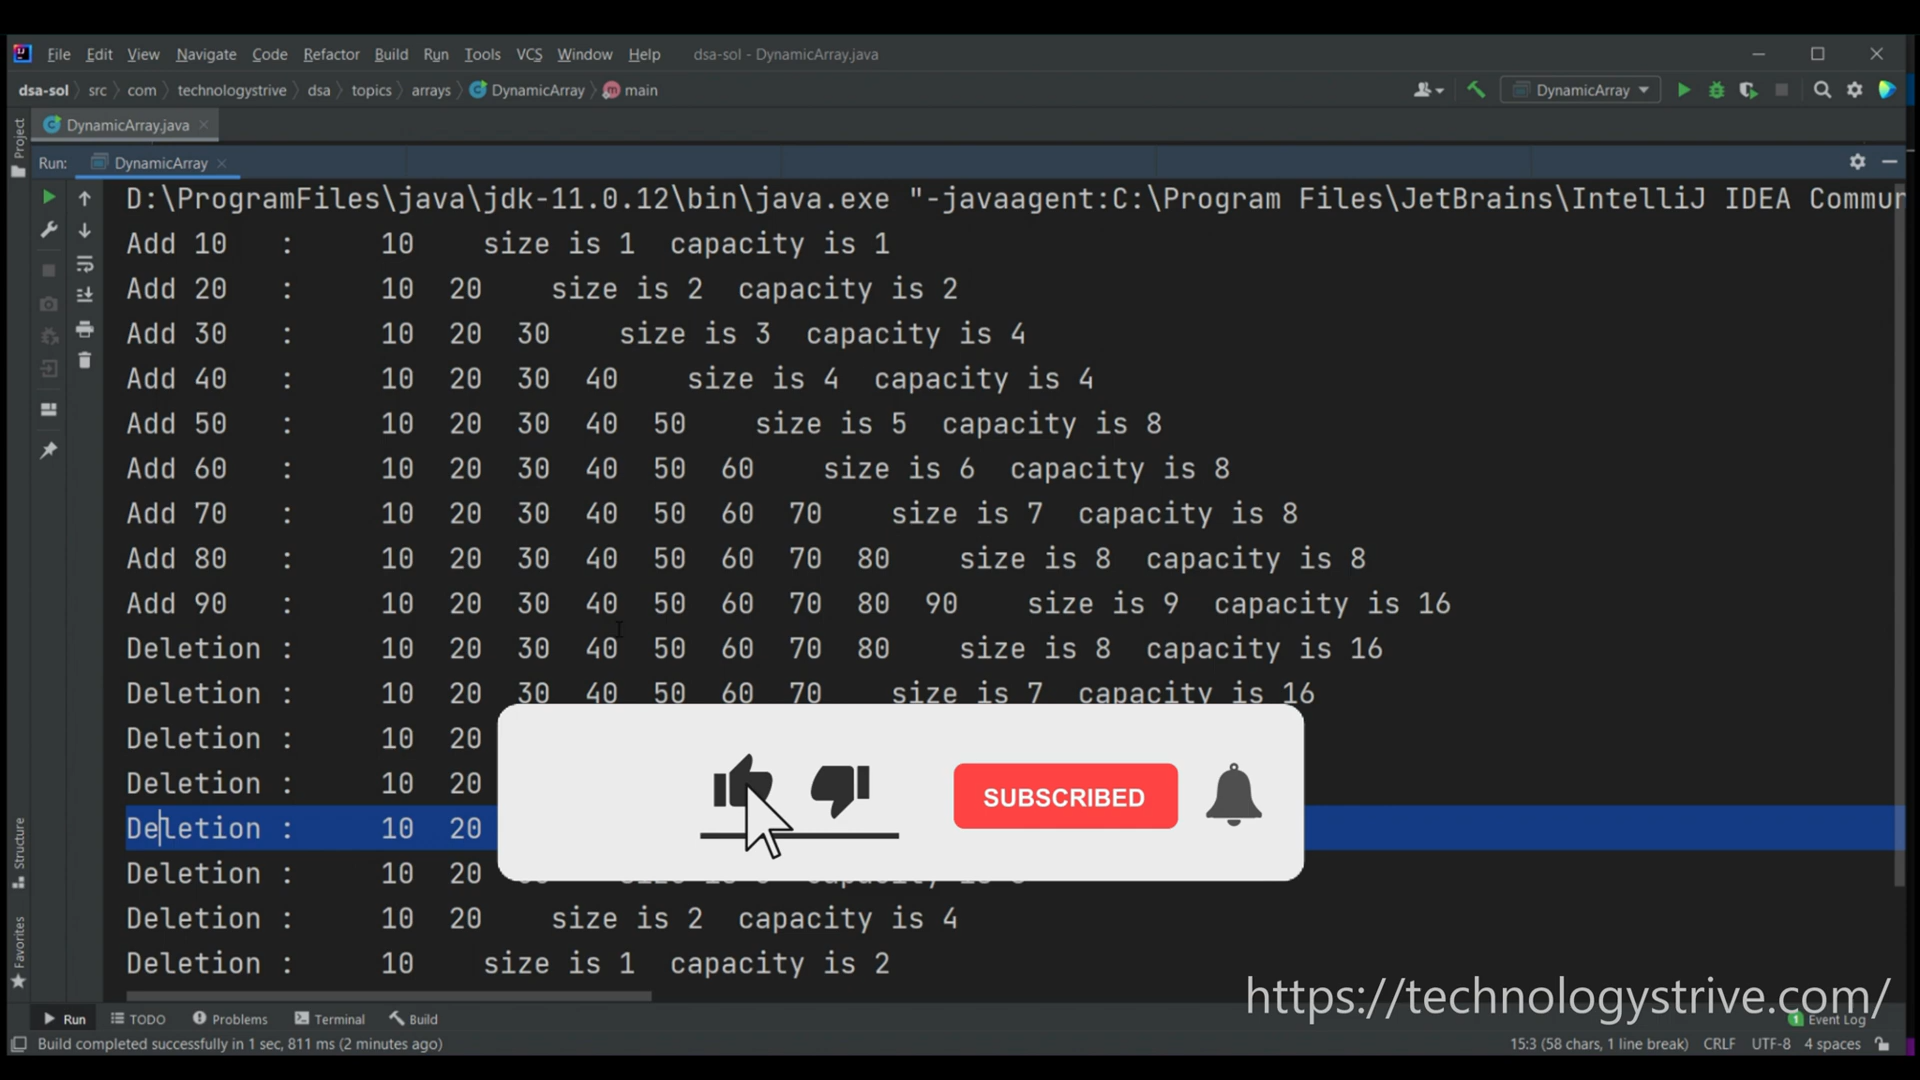 File Edit View Navigate Code Refactor Build Run Tools VCS Window Help dsa-sol - DynamicArray.java
dsa-sol src com technologystrive dsa topics arrays DynamicArray main DynamicArray
DynamicArray.java
Project
Run: DynamicArray
D:\ProgramFiles\java\jdk-11.0.12\bin\java.exe "-javaagent:C:\Program Files\JetBrains\IntelliJ IDEA Commun
Add 10 : 10 size is 1 capacity is 1
Add 20 : 10 20 size is 2 capacity is 2
Add 30 : 10 20 30 size is 3 capacity is 4
Add 40 : 10 20 30 40 size is 4 capacity is 4
Add 50 : 10 20 30 40 50 size is 5 capacity is 8
Add 60 : 10 20 30 40 50 60 size is 6 capacity is 8
Add 70 : 10 20 30 40 50 60 70 size is 7 capacity is 8
Add 80 : 10 20 30 40 50 60 70 80 size is 8 capacity is 8
Add 90 : 10 20 30 40 50 60 70 80 90 size is 9 capacity is 16
Deletion : 10 20 30 40 50 60 70 80 size is 8 capacity is 16
Deletion : 10 20 30 40 50 60 70 size is 7 capacity is 16
Deletion : 10 20
Deletion : 10 20
SUBSCRIBED
Deletion : 10 20
Deletion : 10 20
Deletion : 10 20 size is 2 capacity is 4
Deletion : 10 size is 1 capacity is 2
Structure
Favorites
https://technologystrive.com/
Run TODO Problems Terminal Build 1 Event Log
Build completed successfully in 1 sec, 811 ms (2 minutes ago) 15:3 (58 chars, 1 line break) CRLF UTF-8 4 spaces